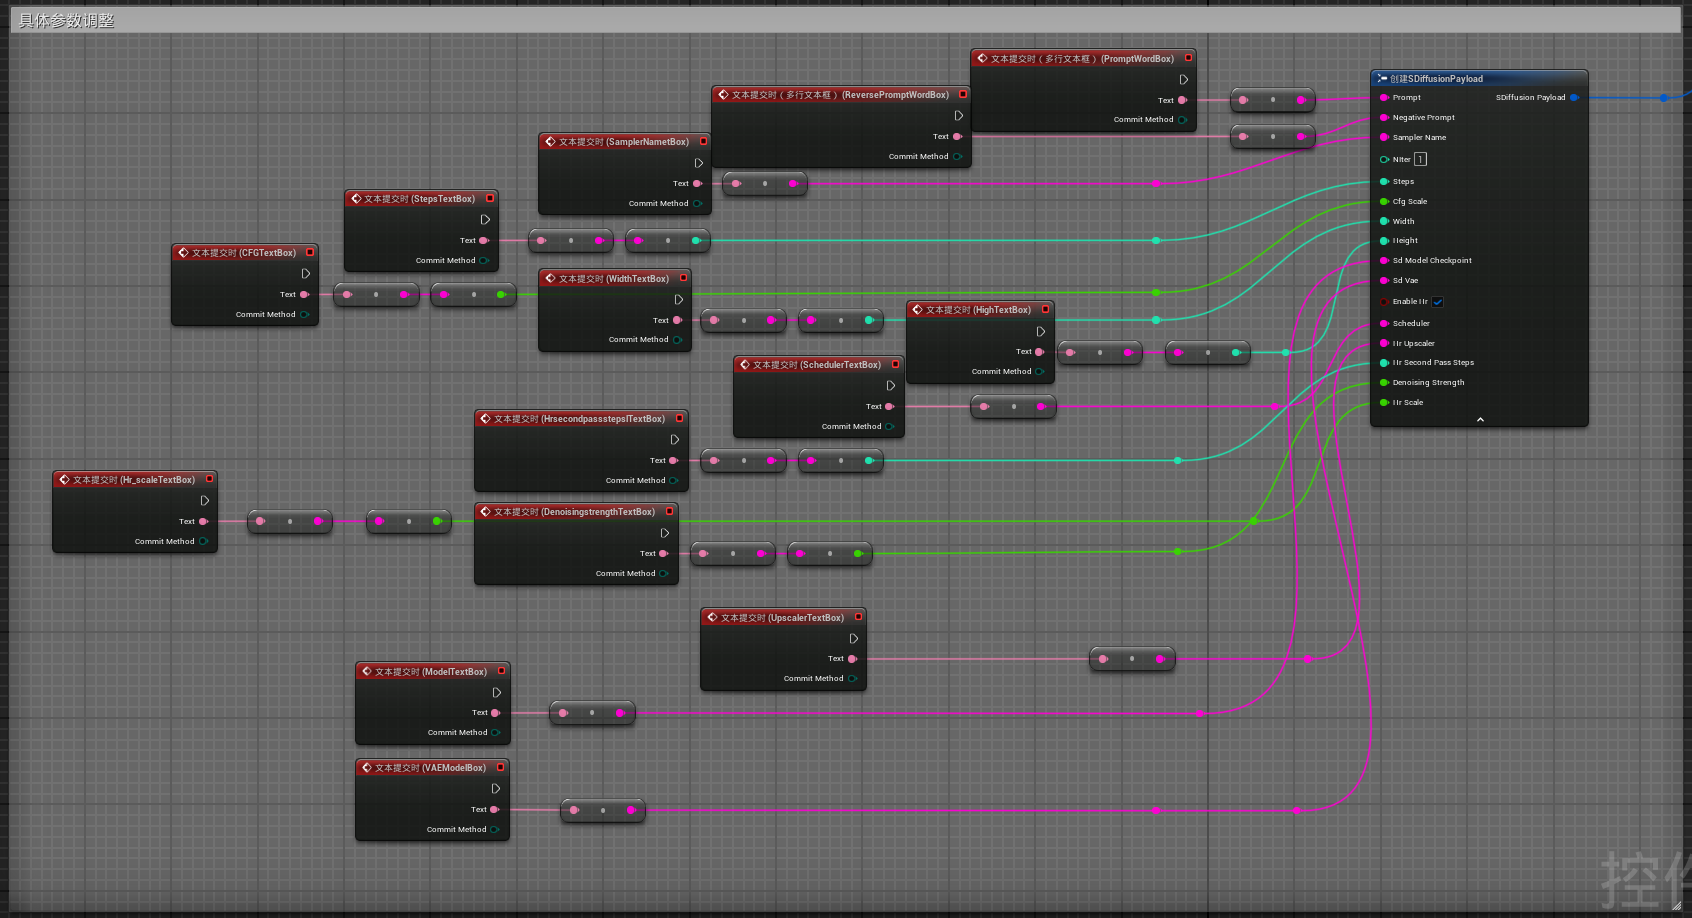 具体参数调整
文本提交时(多行文本框) (PromptWordBox)
Text
Commit Method
文本提交时(多行文本框) (ReversePromptWordBox)
Text
Commit Method
文本提交时 (SamplerNametBox)
Text
Commit Method
文本提交时 (StepsTextBox)
Text
Commit Method
文本提交时 (CFGTextBox)
Text
Commit Method
文本提交时 (WidthTextBox)
Text
Commit Method
文本提交时 (HighTextBox)
Text
Commit Method
文本提交时 (SchedulerTextBox)
Text
Commit Method
文本提交时 (HrsecondpassstepslTextBox)
Text
Commit Method
文本提交时 (Hr_scaleTextBox)
Text
Commit Method
文本提交时 (DenoisingstrengthTextBox)
Text
Commit Method
文本提交时 (UpscalerTextBox)
Text
Commit Method
文本提交时 (ModelTextBox)
Text
Commit Method
文本提交时 (VAEModelBox)
Text
Commit Method
创建SDiffusionPayload
Prompt
SDiffusion Payload
Negative Prompt
Sampler Name
NIter 1
Steps
Cfg Scale
Width
Height
Sd Model Checkpoint
Sd Vae
Enable Hr
Scheduler
Hr Upscaler
Hr Second Pass Steps
Denoising Strength
Hr Scale
控件